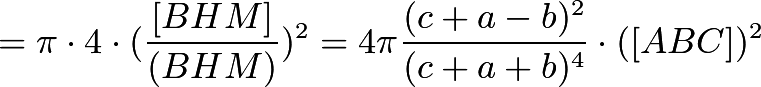 = π · 4 · ([BHM]/(BHM))² = 4π (c + a − b)²/(c + a + b)⁴ · ([ABC])²